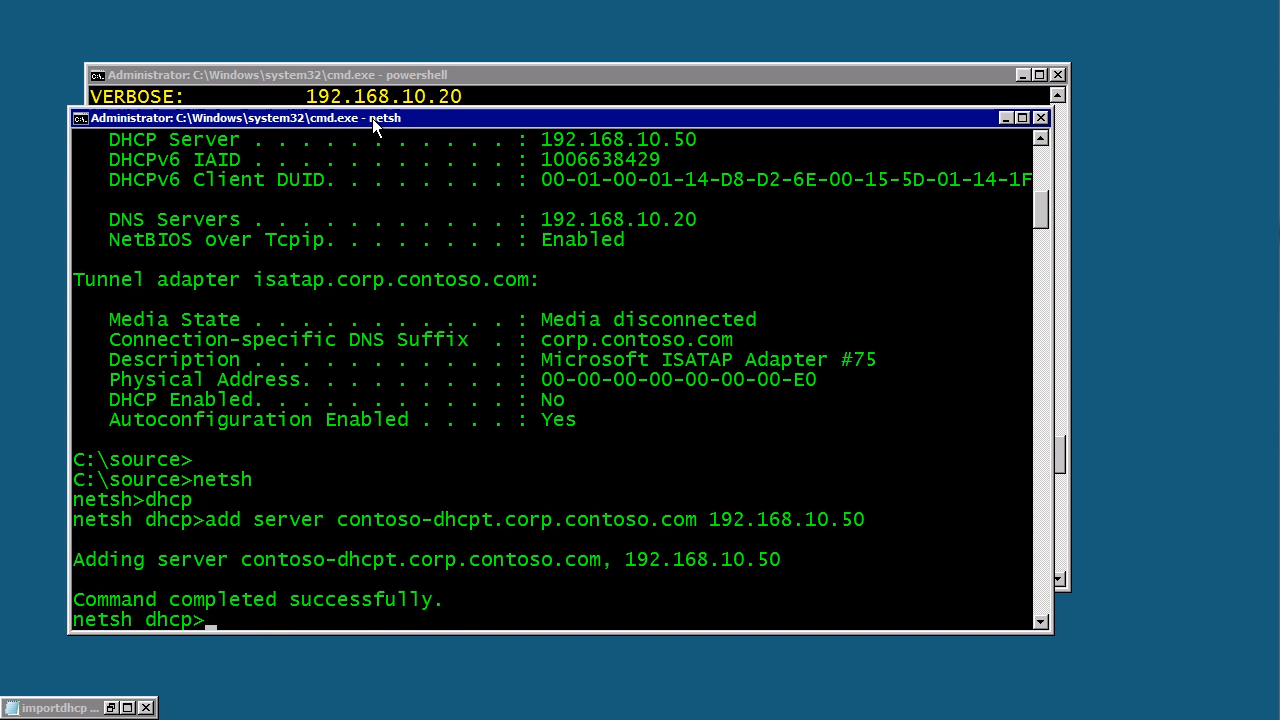 Administrator: C:\Windows\system32\cmd.exe - powershell
VERBOSE: 192.168.10.20
Administrator: C:\Windows\system32\cmd.exe - netsh
DHCP Server . . . . . . . . . . . : 192.168.10.50
DHCPv6 IAID . . . . . . . . . . . : 1006638429
DHCPv6 Client DUID. . . . . . . . : 00-01-00-01-14-D8-D2-6E-00-15-5D-01-14-1F
DNS Servers . . . . . . . . . . . : 192.168.10.20
NetBIOS over Tcpip. . . . . . . . : Enabled
Tunnel adapter isatap.corp.contoso.com:
Media State . . . . . . . . . . . : Media disconnected
Connection-specific DNS Suffix  . : corp.contoso.com
Description . . . . . . . . . . . : Microsoft ISATAP Adapter #75
Physical Address. . . . . . . . . : 00-00-00-00-00-00-00-E0
DHCP Enabled. . . . . . . . . . . : No
Autoconfiguration Enabled . . . . : Yes
C:\source>
C:\source>netsh
netsh>dhcp
netsh dhcp>add server contoso-dhcpt.corp.contoso.com 192.168.10.50
Adding server contoso-dhcpt.corp.contoso.com, 192.168.10.50
Command completed successfully.
netsh dhcp>
importdhcp ...